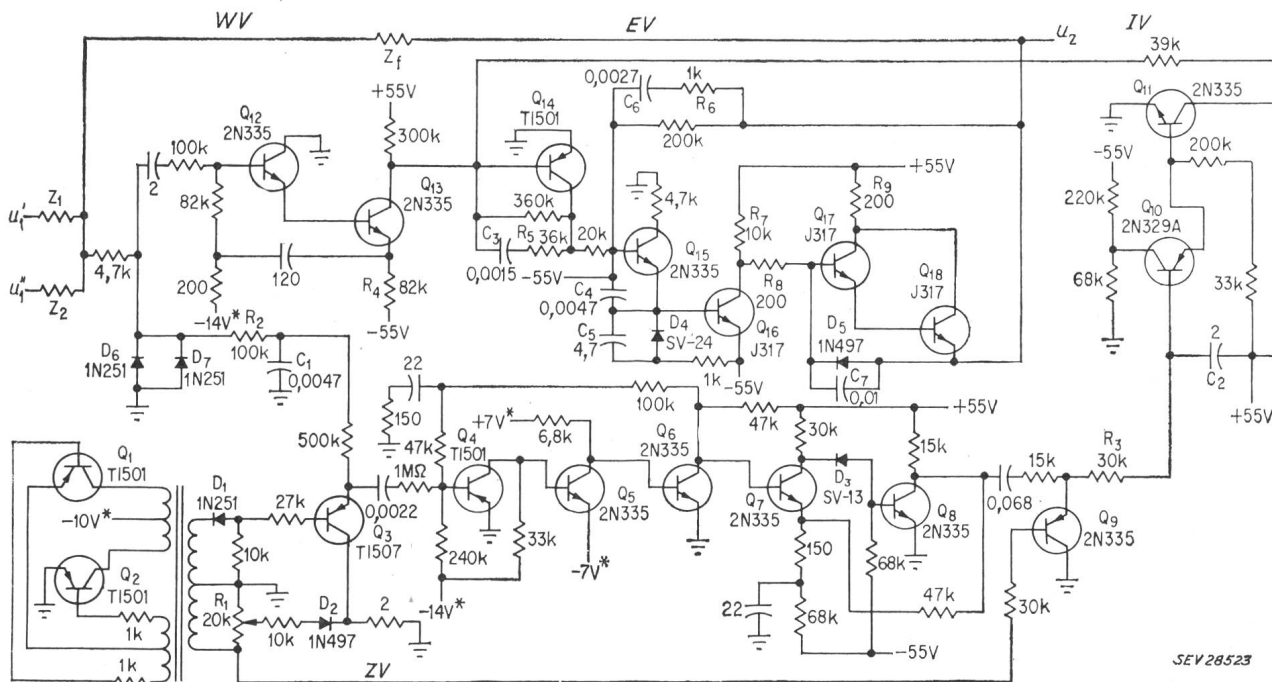 WV
EV
IV
u₂
Z_f
39k
+55V
300k
0,0027
C₆
1k
R₆
200k
Q₁₄
TI501
Q₁₂
2N335
100k
2
82k
Q₁₃
2N335
Q₁₁
2N335
200k
-55V
220k
Q₁₀
2N329A
68k
33k
2
C₂
+55V
u₁'
Z₁
u₁"
Z₂
4,7k
200
-14V*
120
R₄
82k
-55V
360k
C₃
R₅
36k
20k
0,0015
-55V
4,7k
Q₁₅
2N335
C₄
0,0047
C₅
4,7
D₄
SV-24
1k
R₇
10k
R₈
200
Q₁₆
J317
-55V
+55V
R₉
200
Q₁₇
J317
Q₁₈
J317
D₅
1N497
C₇
0,01
D₆
1N251
D₇
1N251
R₂
100k
C₁
0,0047
500k
22
150
47k
1MΩ
0,0022
Q₄
TI501
+7V*
6,8k
100k
Q₅
2N335
-7V*
33k
240k
-14V*
Q₆
2N335
47k
30k
+55V
15k
D₃
SV-13
Q₇
2N335
Q₈
2N335
150
22
68k
68k
-55V
47k
0,068
15k
R₃
30k
Q₉
2N335
30k
Q₁
TI501
-10V*
Q₂
TI501
1k
1k
D₁
1N251
27k
10k
R₁
20k
10k
D₂
1N497
Q₃
TI507
2
ZV
SEV28523